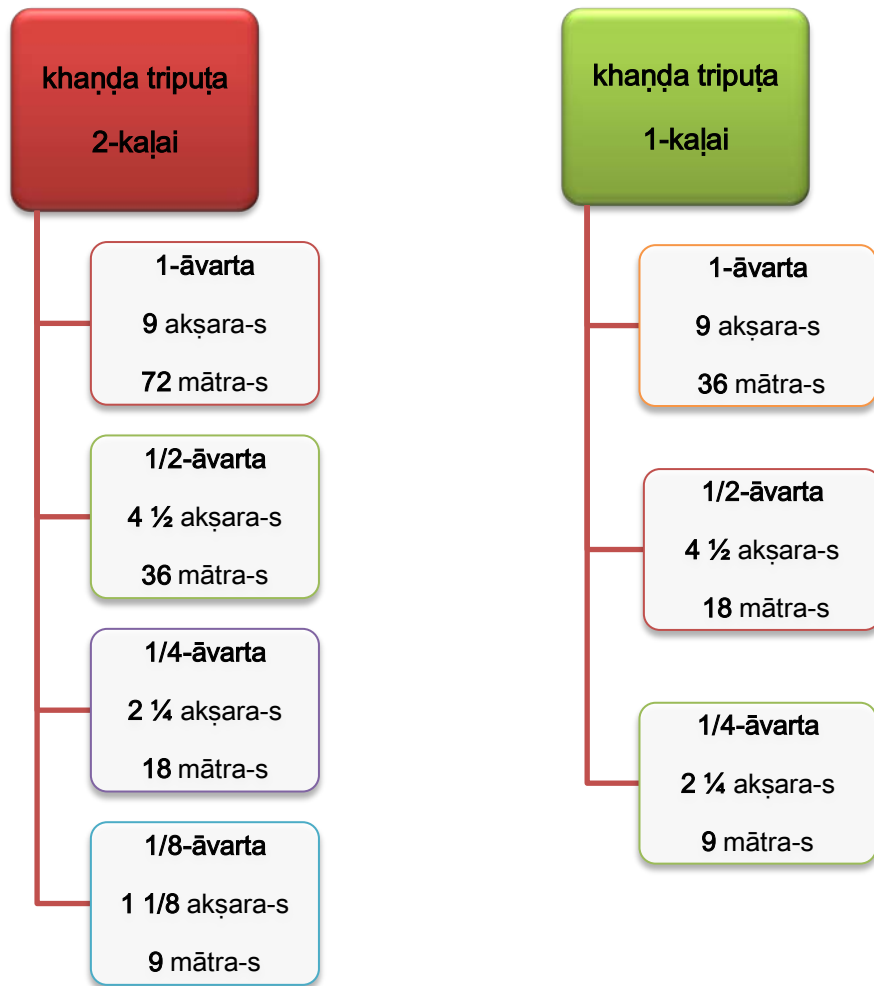 khaṇḍa tripuṭa
2-kaḷai
1-āvarta
9 akṣara-s
72 mātra-s
1/2-āvarta
4 ½ akṣara-s
36 mātra-s
1/4-āvarta
2 ¼ akṣara-s
18 mātra-s
1/8-āvarta
1 1/8 akṣara-s
9 mātra-s
khaṇḍa tripuṭa
1-kaḷai
1-āvarta
9 akṣara-s
36 mātra-s
1/2-āvarta
4 ½ akṣara-s
18 mātra-s
1/4-āvarta
2 ¼ akṣara-s
9 mātra-s